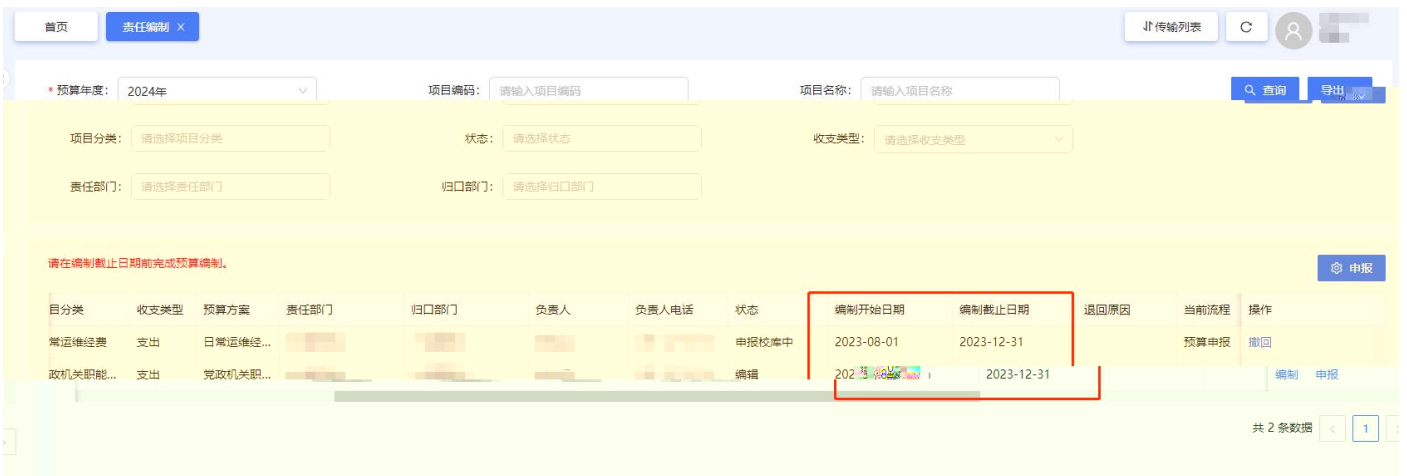 首页 责任编制 × 传输列表
* 预算年度: 2024年 项目编码: 请输入项目编码 项目名称: 请输入项目名称 查询 导出
项目分类: 请选择项目分类 状态: 请选择状态 收支类型: 请选择收支类型
责任部门: 请选择责任部门 归口部门: 请选择归口部门
请在编制截止日期前完成预算编制。 申报
目分类 收支类型 预算方案 责任部门 归口部门 负责人 负责人电话 状态 编制开始日期 编制截止日期 退回原因 当前流程 操作
常运维经费 支出 日常运维经... 申报校库中 2023-08-01 2023-12-31 预算申报 撤回
政机关职能... 支出 党政机关职... 编辑 2023-12-31 编制 申报
共 2 条数据 < 1 >